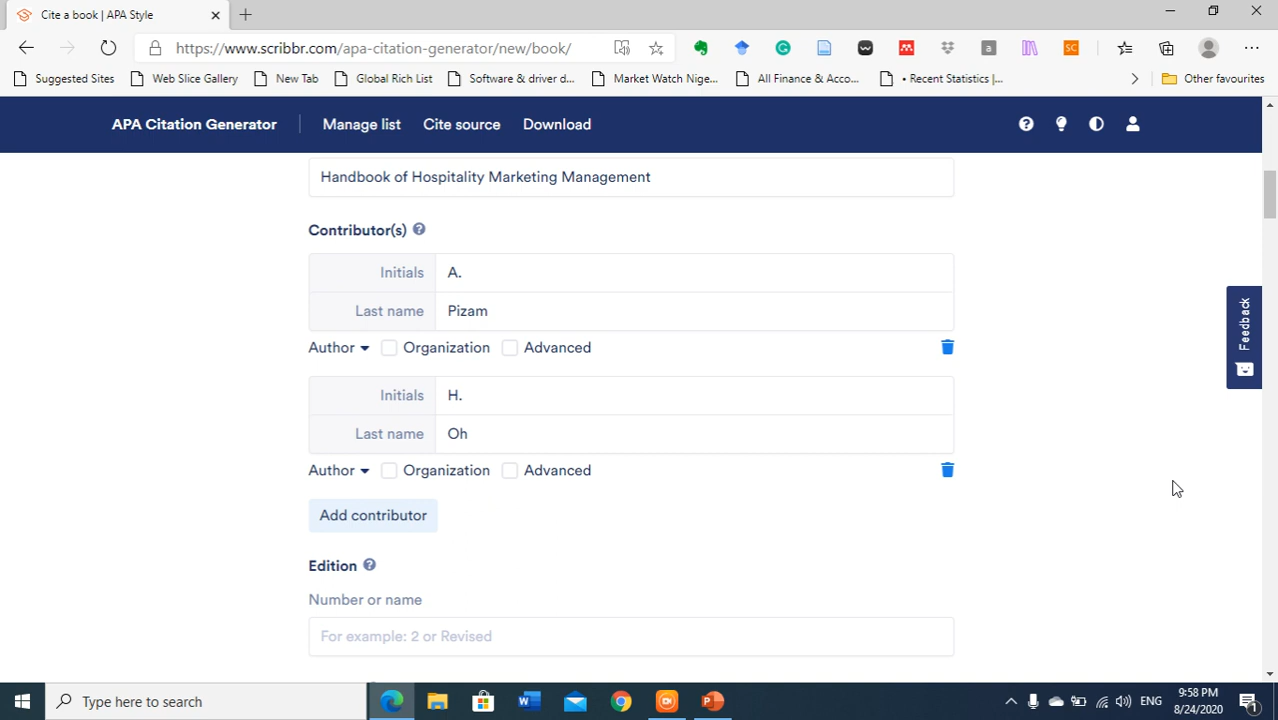 Cite a book | APA Style
https://www.scribbr.com/apa-citation-generator/new/book/
a SC
Suggested Sites Web Slice Gallery New Tab Global Rich List Software & driver d... Market Watch Nige... All Finance & Acco... • Recent Statistics |... Other favourites
APA Citation Generator Manage list Cite source Download
Handbook of Hospitality Marketing Management
Contributor(s) ?
Initials A.
Last name Pizam
Author Organization Advanced
Initials H.
Last name Oh
Author Organization Advanced
Add contributor
Edition ?
Number or name
For example: 2 or Revised
Feedback
Type here to search
ENG
9:58 PM
8/24/2020
1